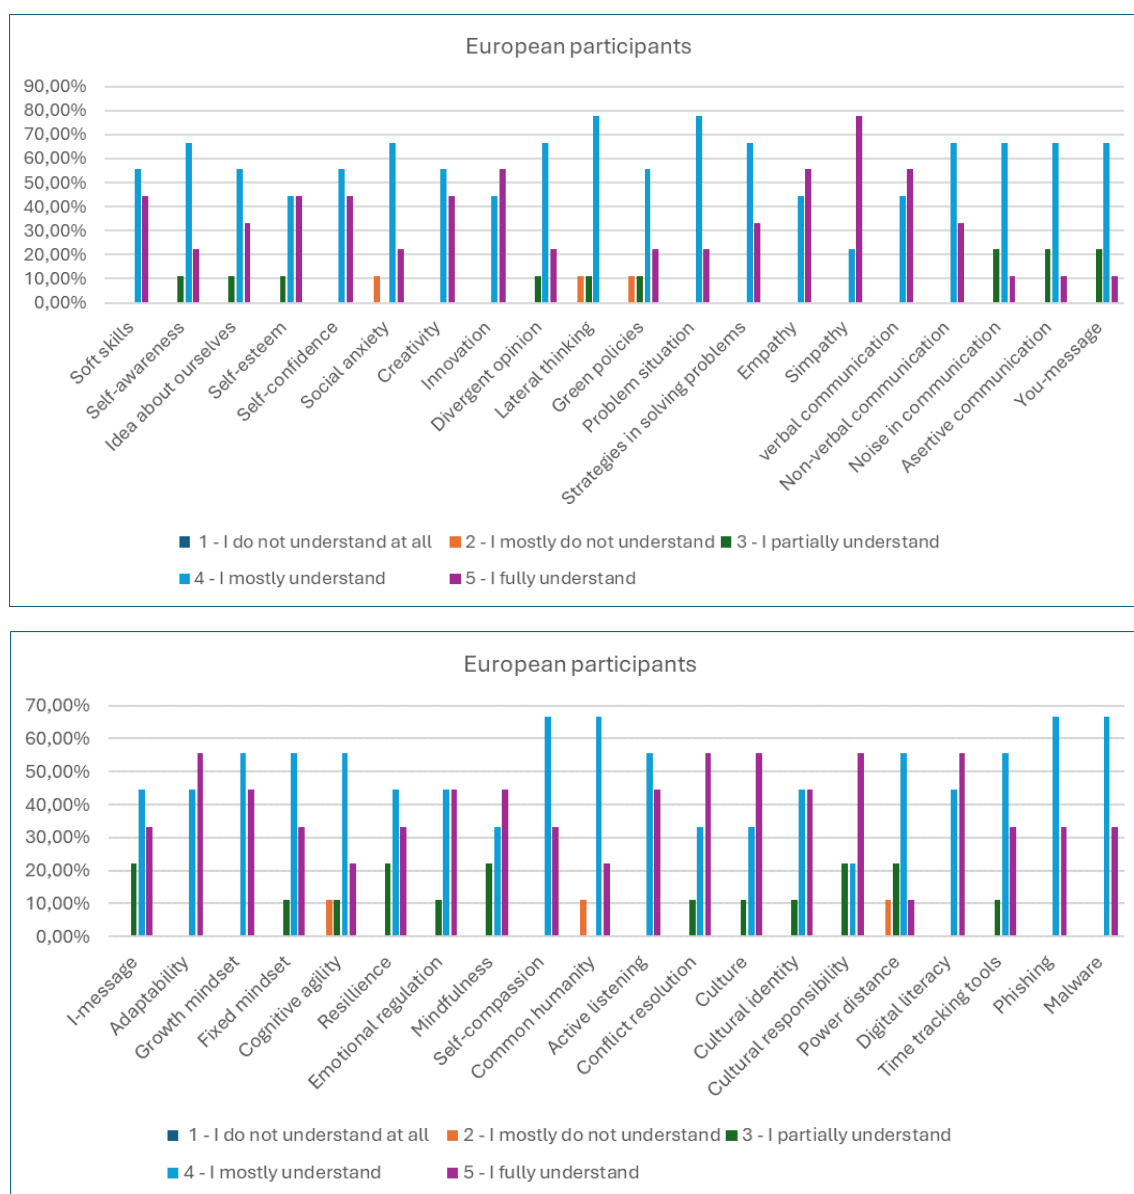 European participants
90,00%
80,00%
70,00%
60,00%
50,00%
40,00%
30,00%
20,00%
10,00%
0,00%
Soft skills
Self-awareness
Idea about ourselves
Self-esteem
Self-confidence
Social anxiety
Creativity
Innovation
Divergent opinion
Lateral thinking
Green policies
Problem situation
Strategies in solving problems
Empathy
Simpathy
verbal communication
Non-verbal communication
Noise in communication
Asertive communication
You-message
1 - I do not understand at all 2 - I mostly do not understand 3 - I partially understand
4 - I mostly understand 5 - I fully understand
European participants
70,00%
60,00%
50,00%
40,00%
30,00%
20,00%
10,00%
0,00%
I-message
Adaptability
Growth mindset
Fixed mindset
Cognitive agility
Resillience
Emotional regulation
Mindfulness
Self-compassion
Common humanity
Active listening
Conflict resolution
Culture
Cultural identity
Cultural responsibility
Power distance
Digital literacy
Time tracking tools
Phishing
Malware
1 - I do not understand at all 2 - I mostly do not understand 3 - I partially understand
4 - I mostly understand 5 - I fully understand